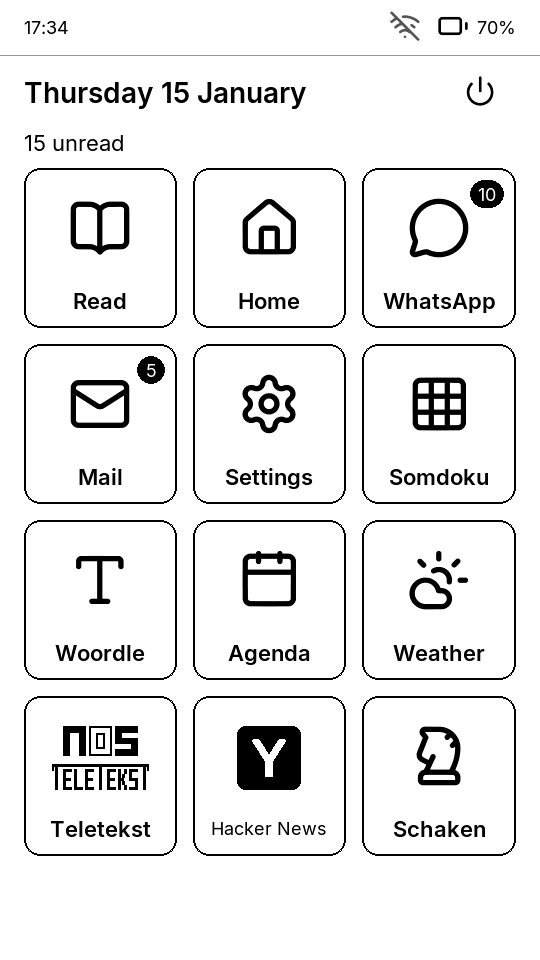 17:34 70%
Thursday 15 January
15 unread
Read
Home
10
WhatsApp
5
Mail
Settings
Somdoku
Woordle
Agenda
Weather
NOS
TELETEKST
Teletekst
Y
Hacker News
Schaken